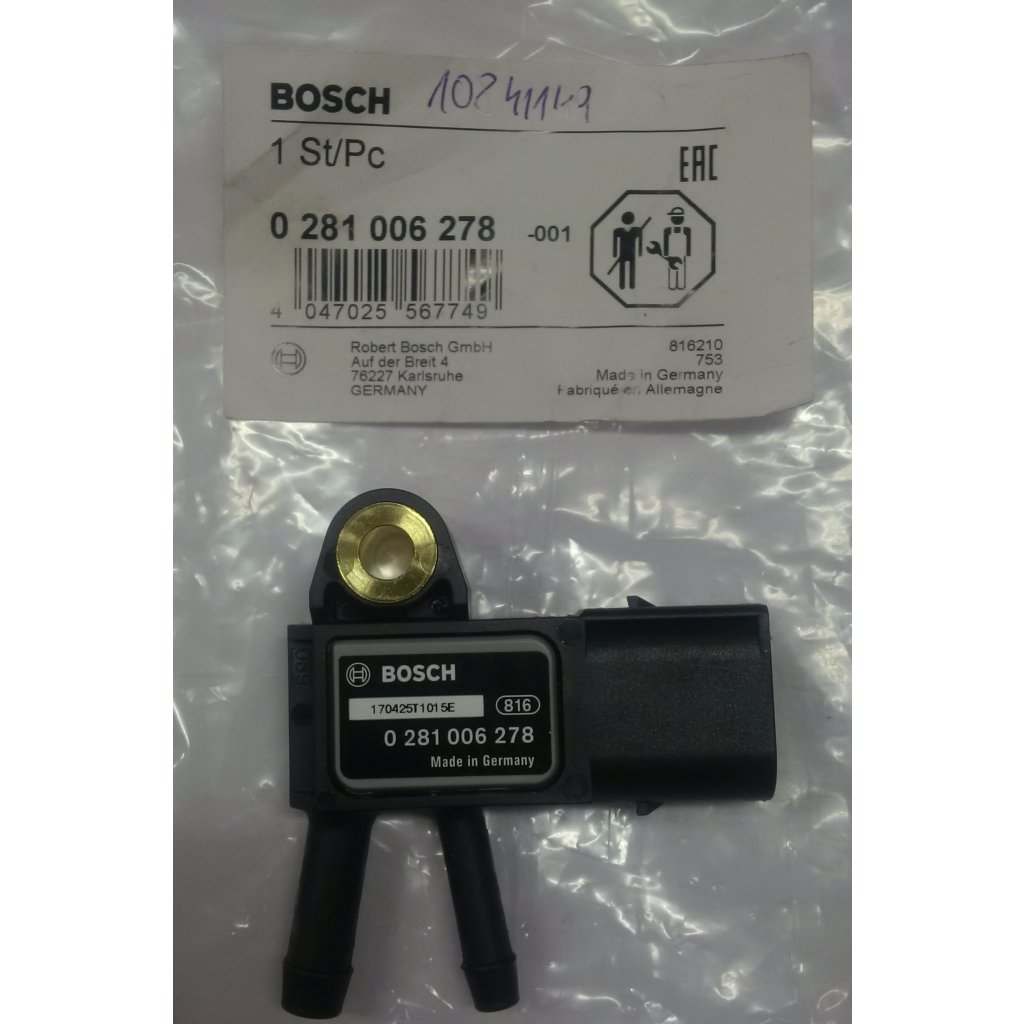 BOSCH
1 St/Pc
EAC
0 281 006 278 -001
4 047025 567749
Robert Bosch GmbH
Auf der Breit 4
76227 Karlsruhe
GERMANY
816210
753
Made in Germany
Fabriqué en Allemagne
BOSCH
170425T1015E 816
0 281 006 278
Made in Germany